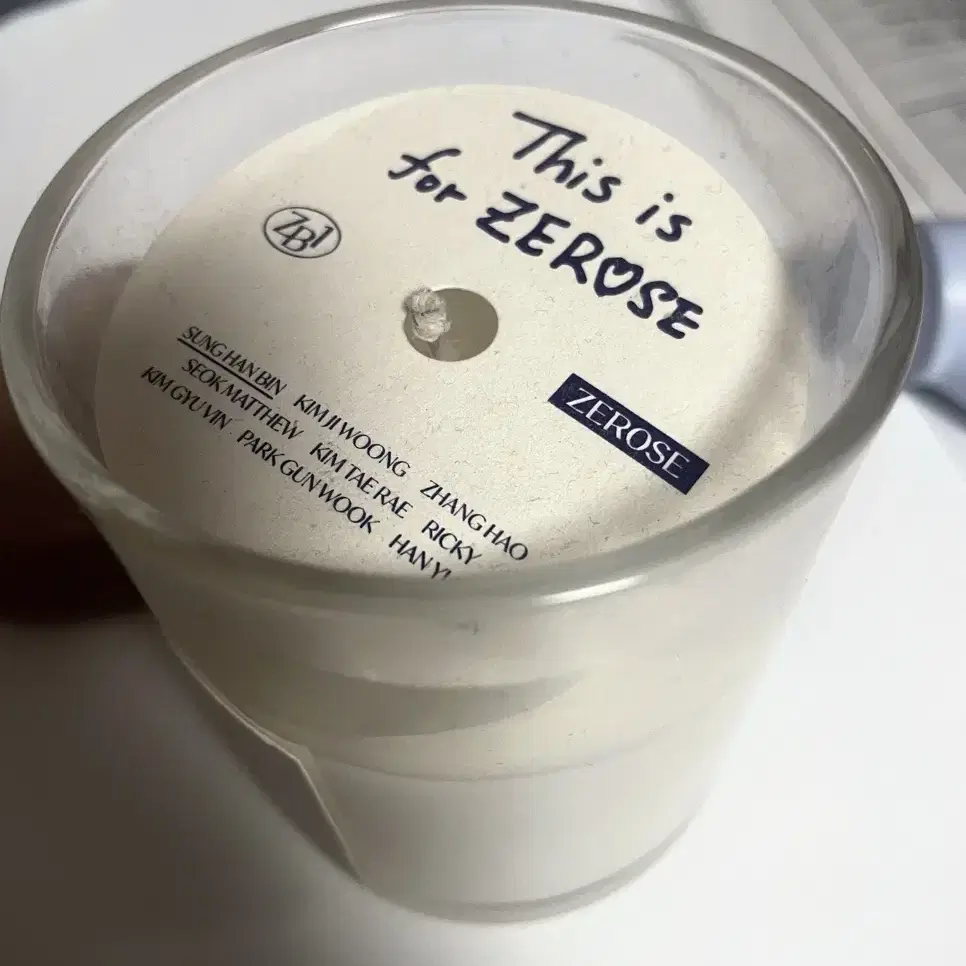 This is
for ZEROSE
ZB1
ZEROSE
SUNG HAN BIN KIM JI WOONG ZHANG HAO
SEOK MATTHEW KIM TAE RAE RICKY
KIM GYU VIN PARK GUN WOOK HAN